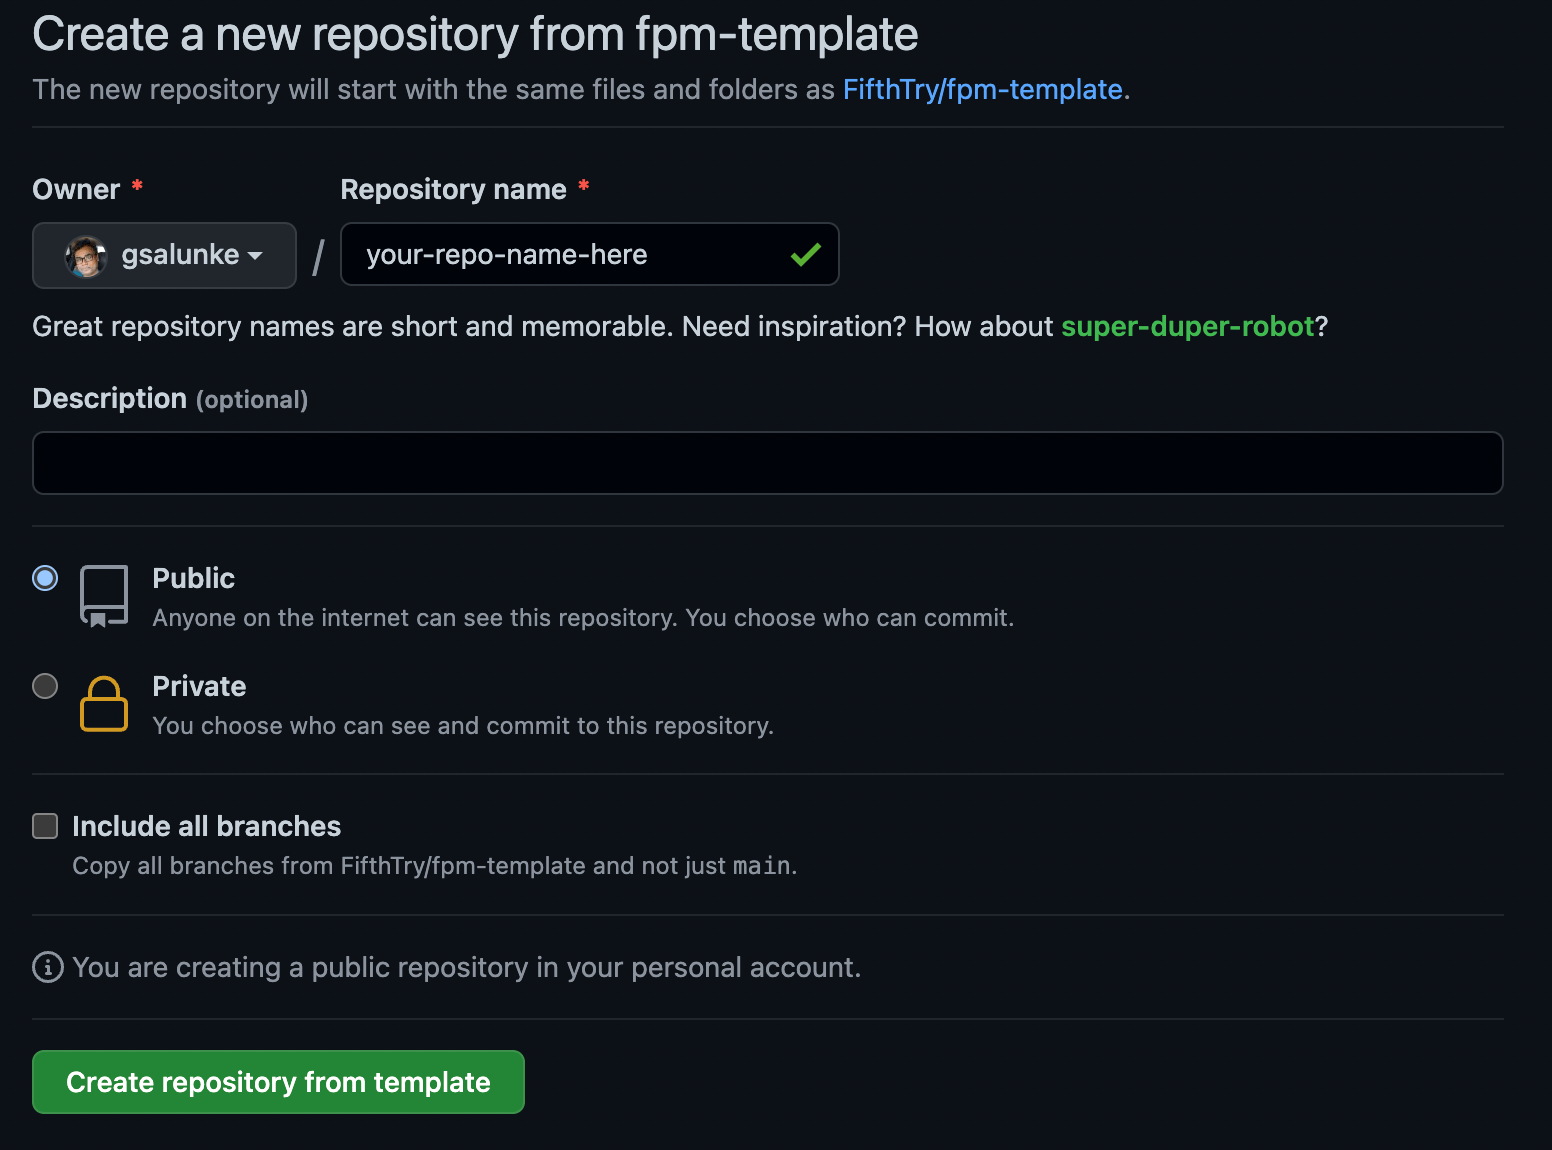 Create a new repository from fpm-template
The new repository will start with the same files and folders as FifthTry/fpm-template.
Owner *
Repository name *
gsalunke
/
your-repo-name-here
Great repository names are short and memorable. Need inspiration? How about super-duper-robot?
Description (optional)
Public
Anyone on the internet can see this repository. You choose who can commit.
Private
You choose who can see and commit to this repository.
Include all branches
Copy all branches from FifthTry/fpm-template and not just main.
You are creating a public repository in your personal account.
Create repository from template